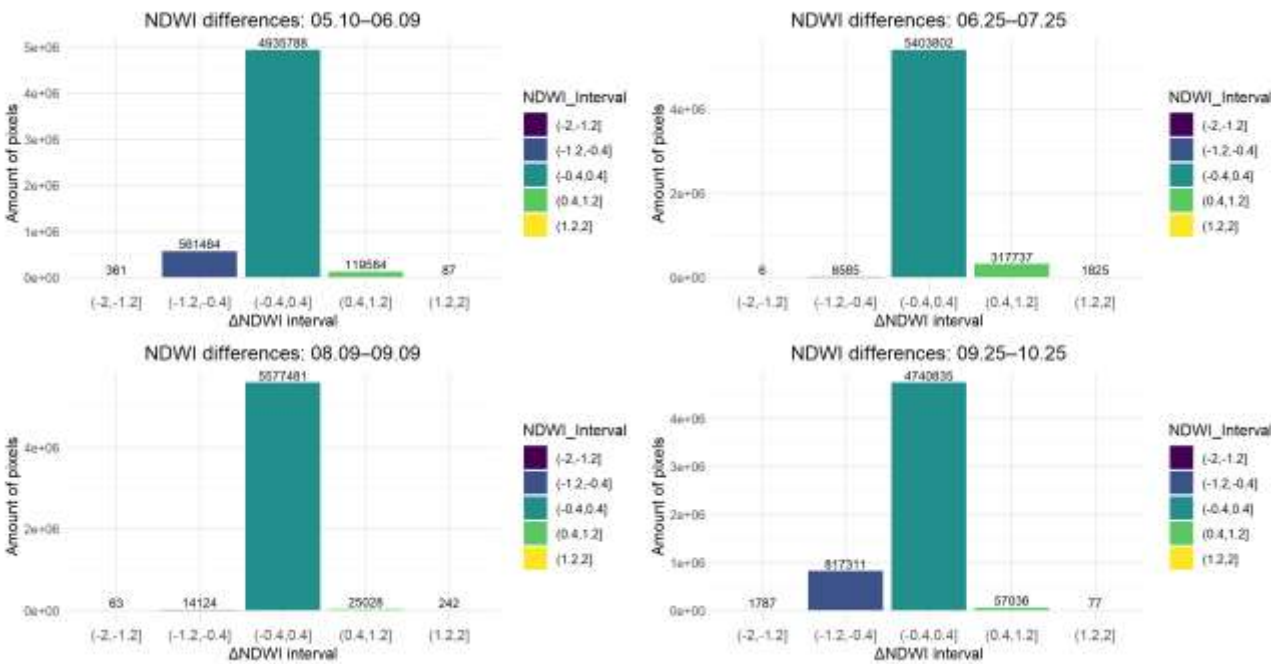 NDWI differences: 05.10–06.09
Amount of pixels
5e+06
4e+06
3e+06
2e+06
1e+06
0e+00
361
561484
4935788
119564
87
(-2,-1.2]
(-1.2,-0.4]
(-0.4,0.4]
(0.4,1.2]
(1.2,2]
ΔNDWI interval
NDWI_Interval
(-2,-1.2]
(-1.2,-0.4]
(-0.4,0.4]
(0.4,1.2]
(1.2,2]
NDWI differences: 06.25–07.25
Amount of pixels
4e+06
2e+06
0e+00
6
8585
5403802
317737
1825
(-2,-1.2]
(-1.2,-0.4]
(-0.4,0.4]
(0.4,1.2]
(1.2,2]
ΔNDWI interval
NDWI_Interval
(-2,-1.2]
(-1.2,-0.4]
(-0.4,0.4]
(0.4,1.2]
(1.2,2]
NDWI differences: 08.09–09.09
Amount of pixels
4e+06
2e+06
0e+00
63
14124
5577481
25028
242
(-2,-1.2]
(-1.2,-0.4]
(-0.4,0.4]
(0.4,1.2]
(1.2,2]
ΔNDWI interval
NDWI_Interval
(-2,-1.2]
(-1.2,-0.4]
(-0.4,0.4]
(0.4,1.2]
(1.2,2]
NDWI differences: 09.25–10.25
Amount of pixels
4e+06
3e+06
2e+06
1e+06
0e+00
1787
817311
4740835
57036
77
(-2,-1.2]
(-1.2,-0.4]
(-0.4,0.4]
(0.4,1.2]
(1.2,2]
ΔNDWI interval
NDWI_Interval
(-2,-1.2]
(-1.2,-0.4]
(-0.4,0.4]
(0.4,1.2]
(1.2,2]